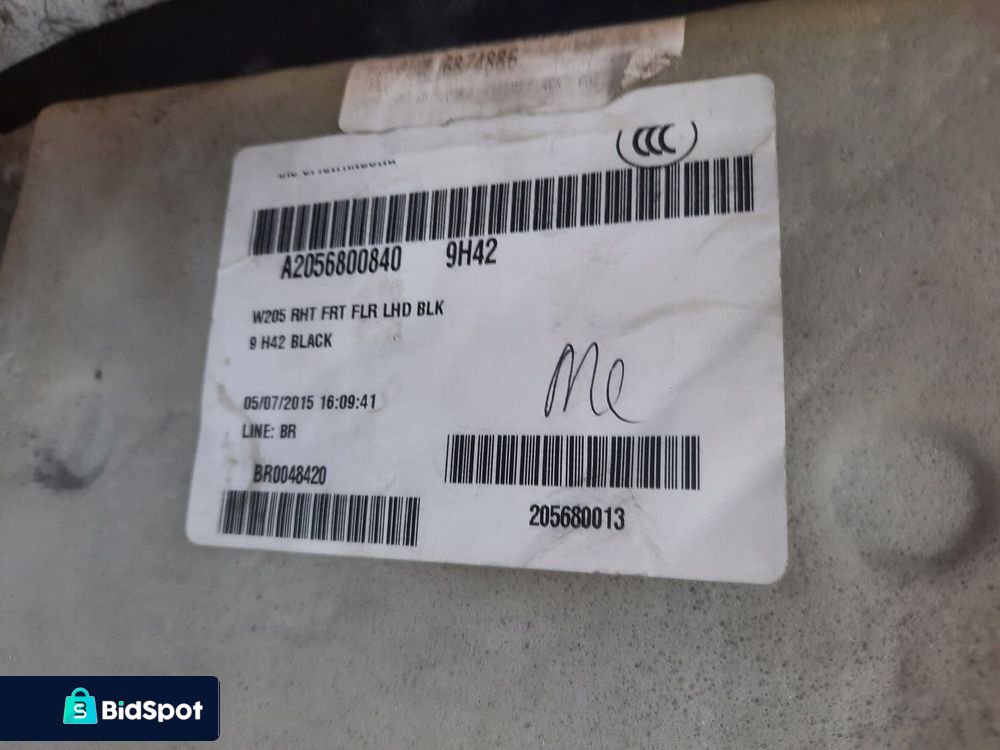 6874886
CCC
A2056800840 9H42
W205 RHT FRT FLR LHD BLK
9 H42 BLACK
Me
05/07/2015 16:09:41
LINE: BR
BR0048420
205680013
BidSpot